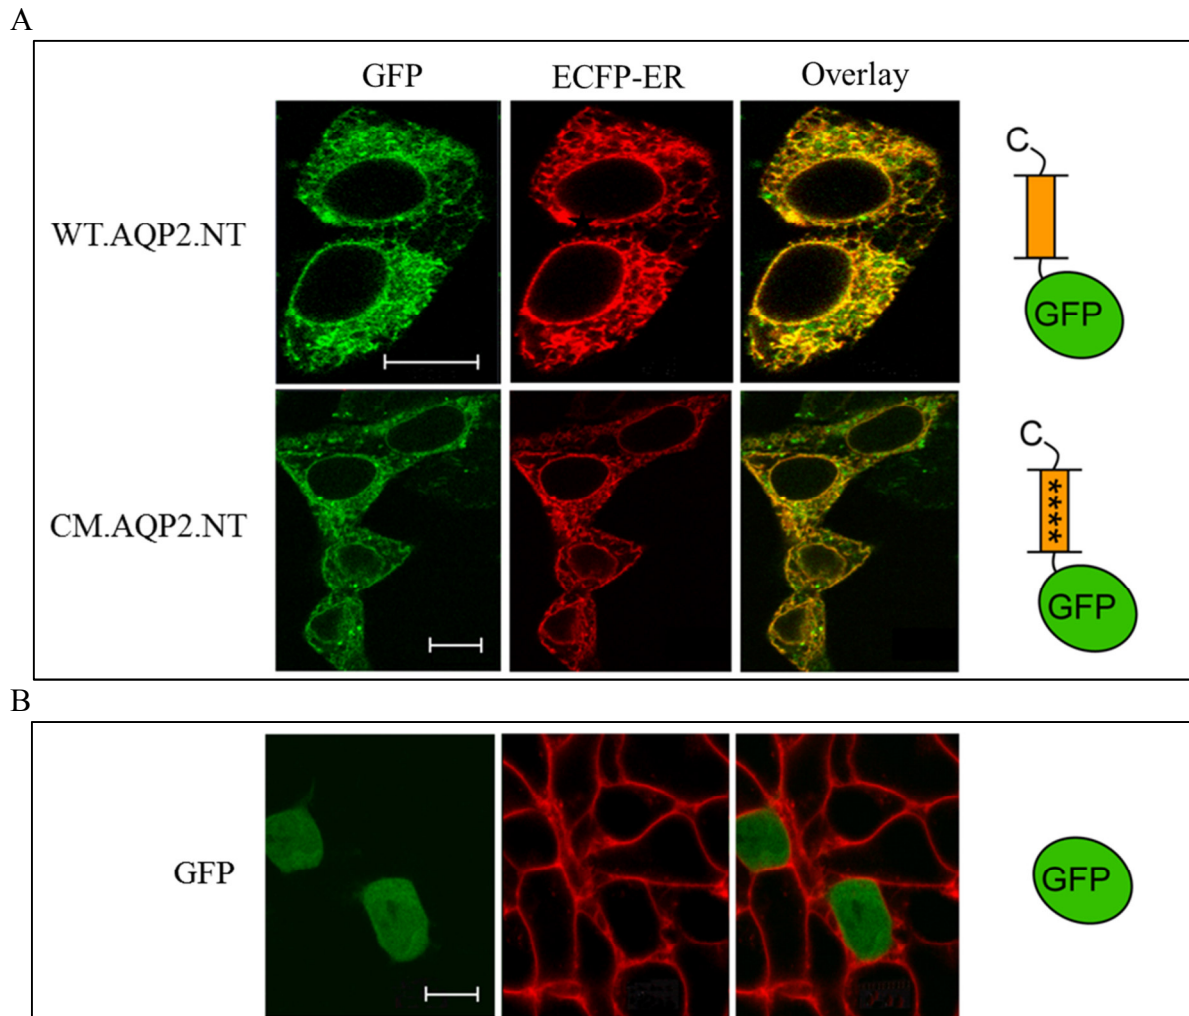 A
GFP ECFP-ER Overlay
WT.AQP2.NT
C
GFP
CM.AQP2.NT
C
****
GFP
B
GFP
GFP